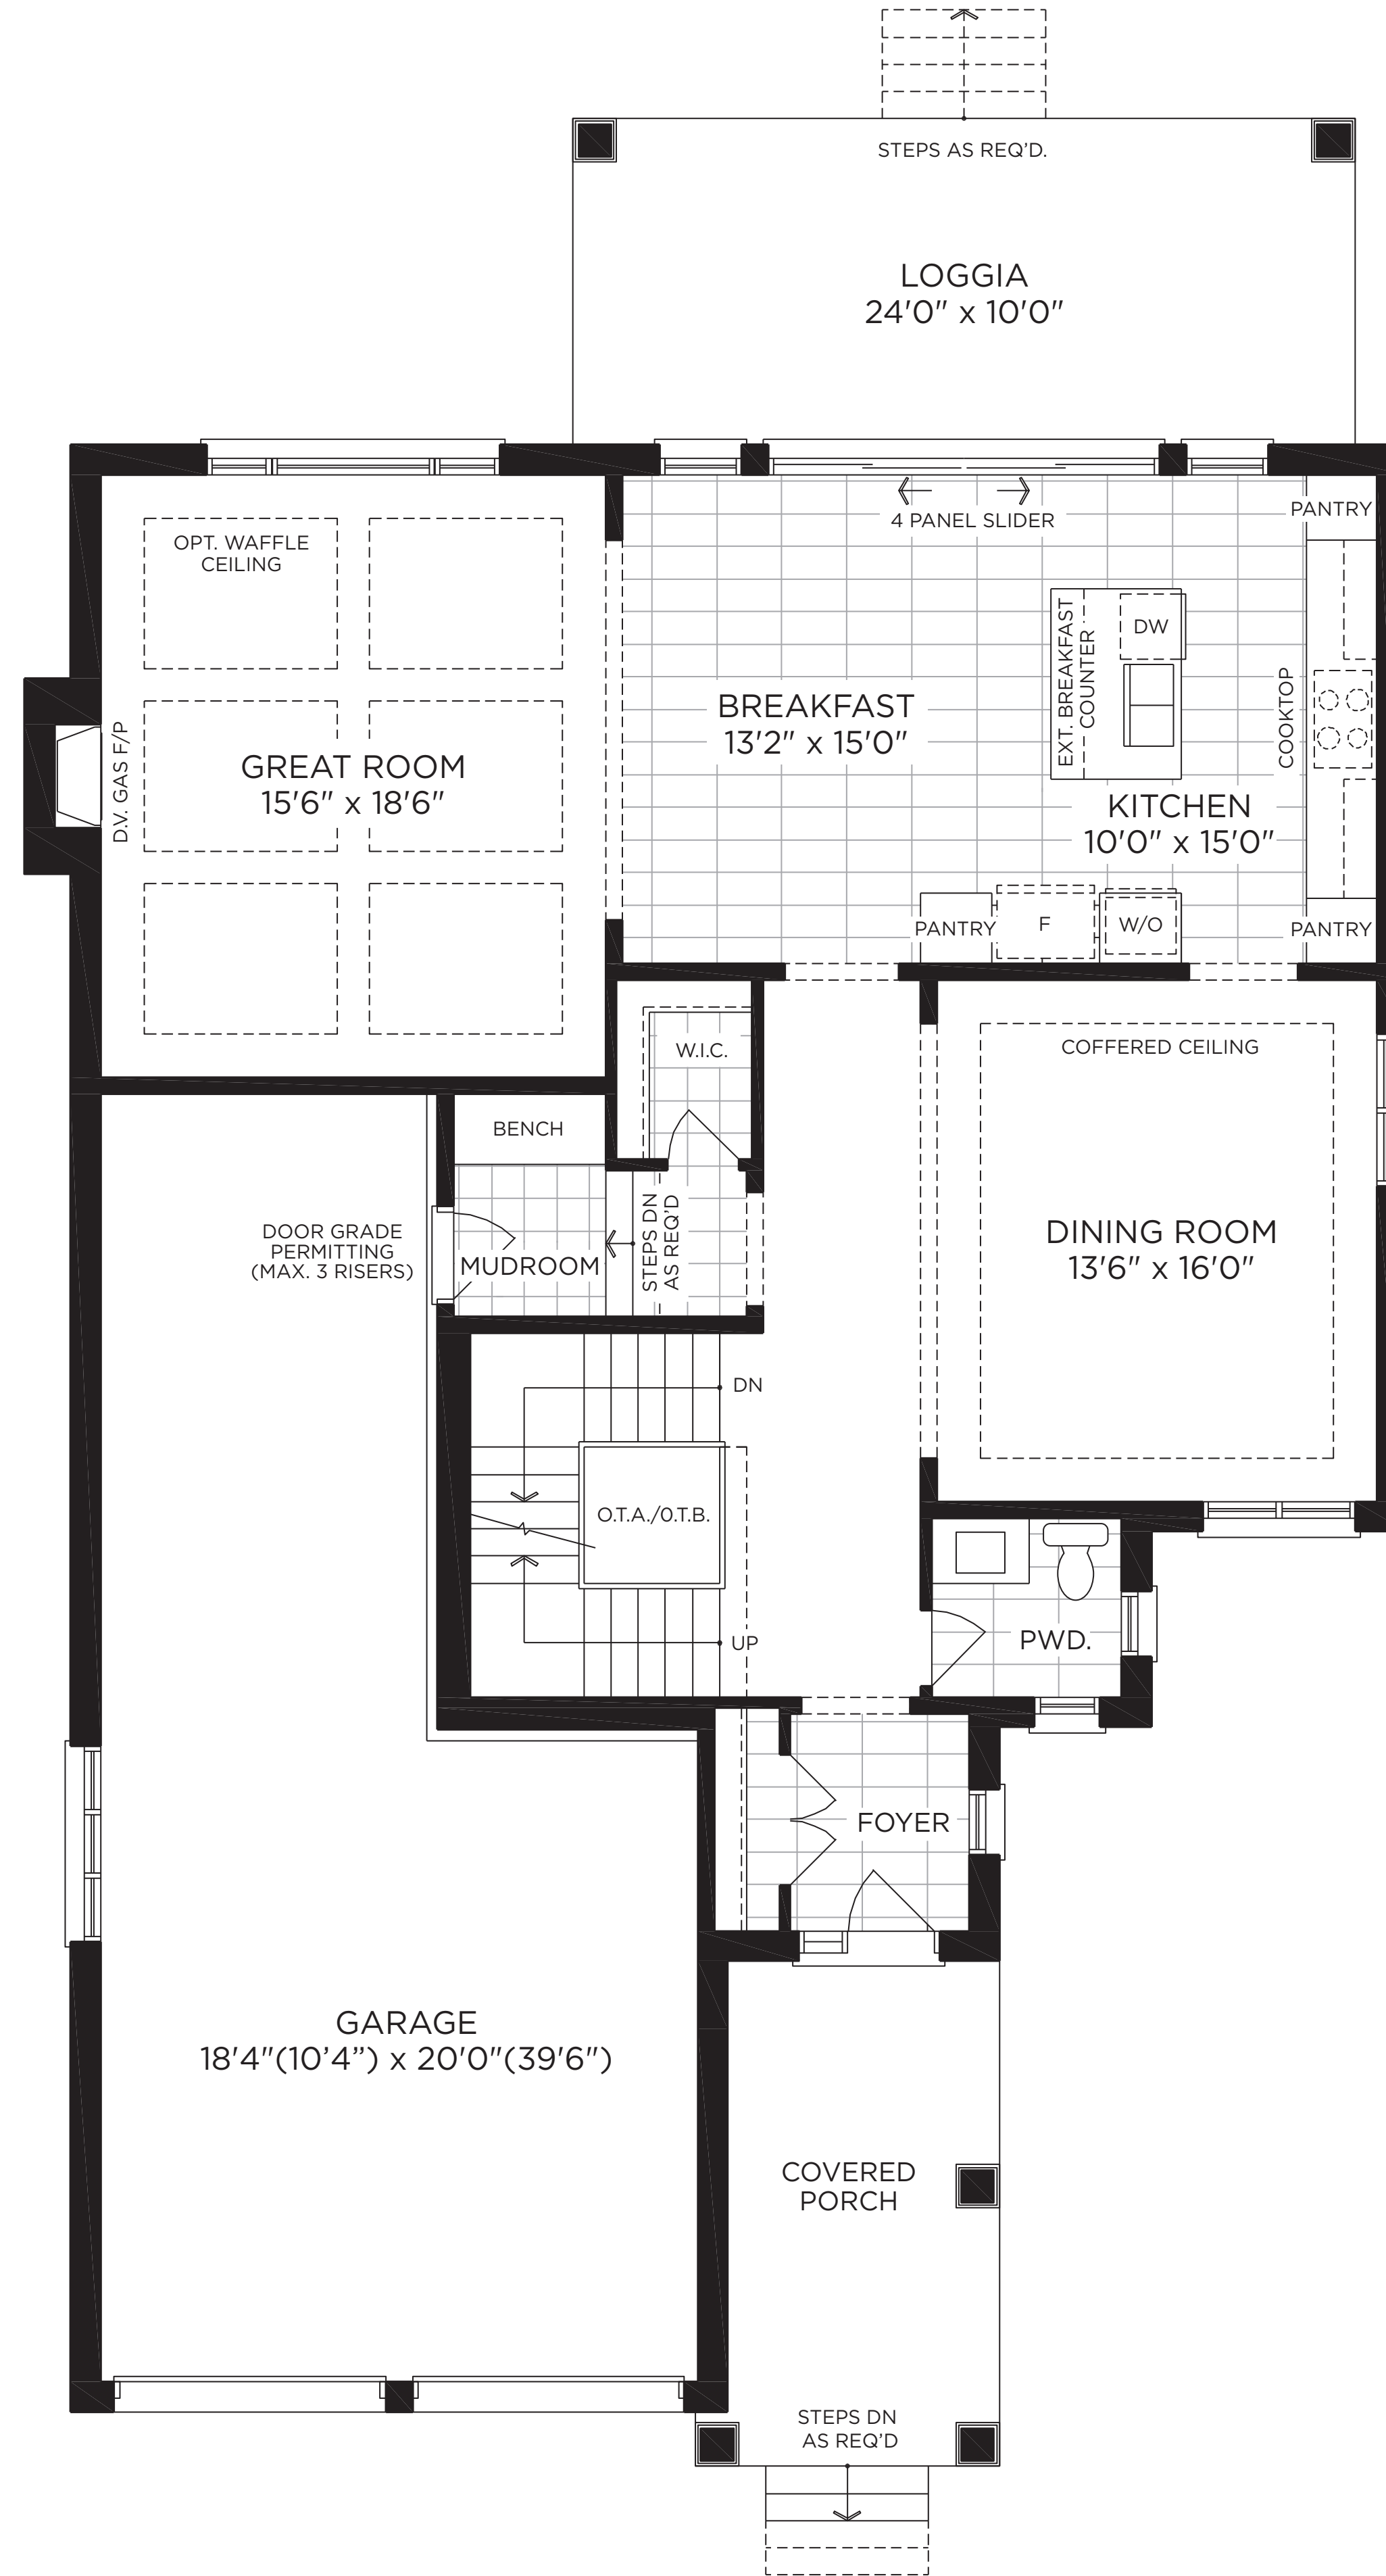 STEPS AS REQ'D.
LOGGIA
24'0" x 10'0"
4 PANEL SLIDER
PANTRY
OPT. WAFFLE
CEILING
DW
EXT. BREAKFAST
COUNTER
COOKTOP
BREAKFAST
13'2" x 15'0"
D.V. GAS F/P
GREAT ROOM
15'6" x 18'6"
KITCHEN
10'0" x 15'0"
PANTRY
F
W/O
PANTRY
W.I.C.
COFFERED CEILING
BENCH
DOOR GRADE
PERMITTING
(MAX. 3 RISERS)
MUDROOM
STEPS DN
AS REQ'D
DINING ROOM
13'6" x 16'0"
DN
O.T.A./O.T.B.
UP
PWD.
FOYER
GARAGE
18'4"(10’4”) x 20'0"(39'6")
COVERED
PORCH
STEPS DN
AS REQ'D